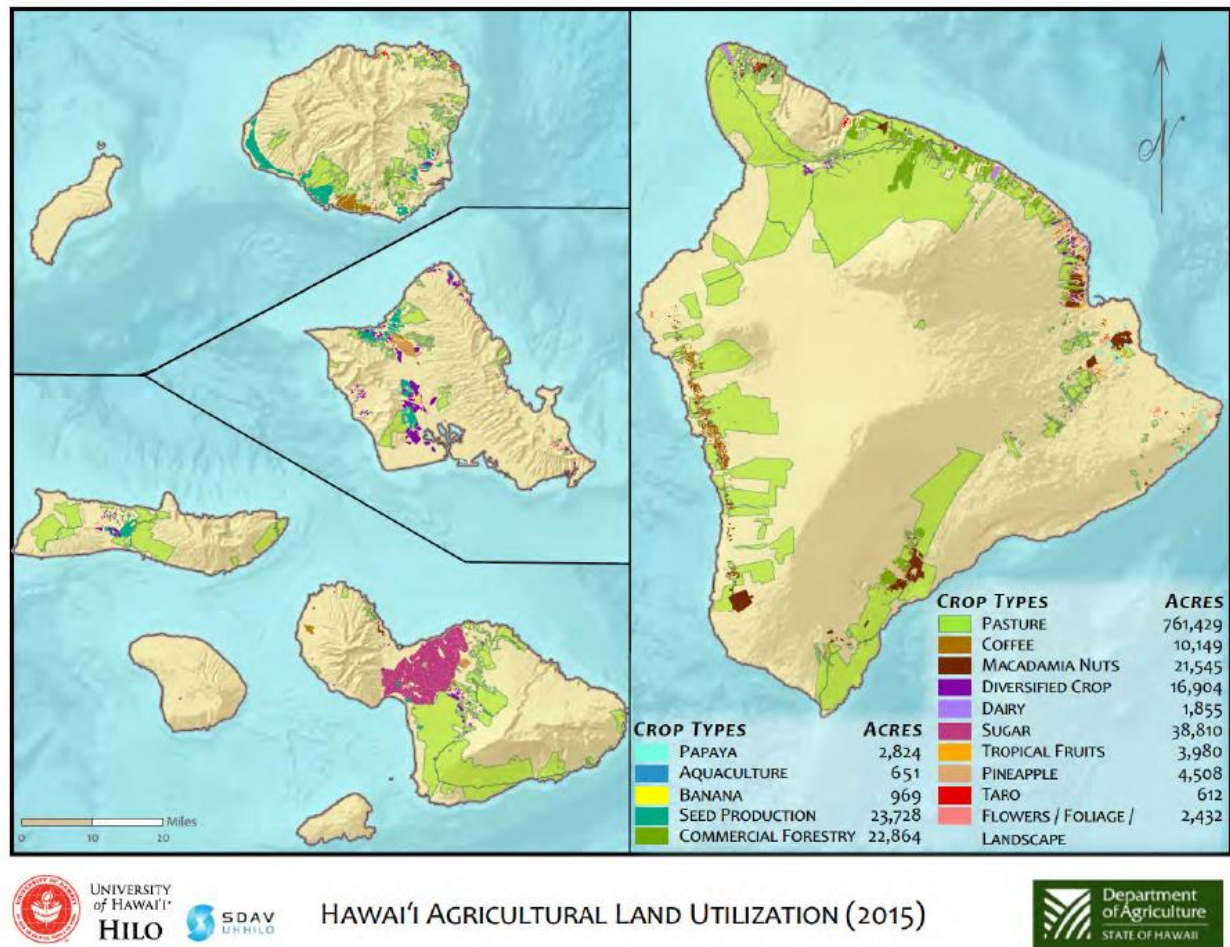 CROP TYPES ACRES
PAPAYA 2,824
AQUACULTURE 651
BANANA 969
SEED PRODUCTION 23,728
COMMERCIAL FORESTRY 22,864
CROP TYPES ACRES
PASTURE 761,429
COFFEE 10,149
MACADAMIA NUTS 21,545
DIVERSIFIED CROP 16,904
DAIRY 1,855
SUGAR 38,810
TROPICAL FRUITS 3,980
PINEAPPLE 4,508
TARO 612
FLOWERS / FOLIAGE / 2,432
LANDSCAPE
Miles
0 10 20
N
UNIVERSITY
of HAWAI‘I®
HILO
SDAV
UHHILO
HAWAI‘I AGRICULTURAL LAND UTILIZATION (2015)
Department
of Agriculture
STATE OF HAWAII